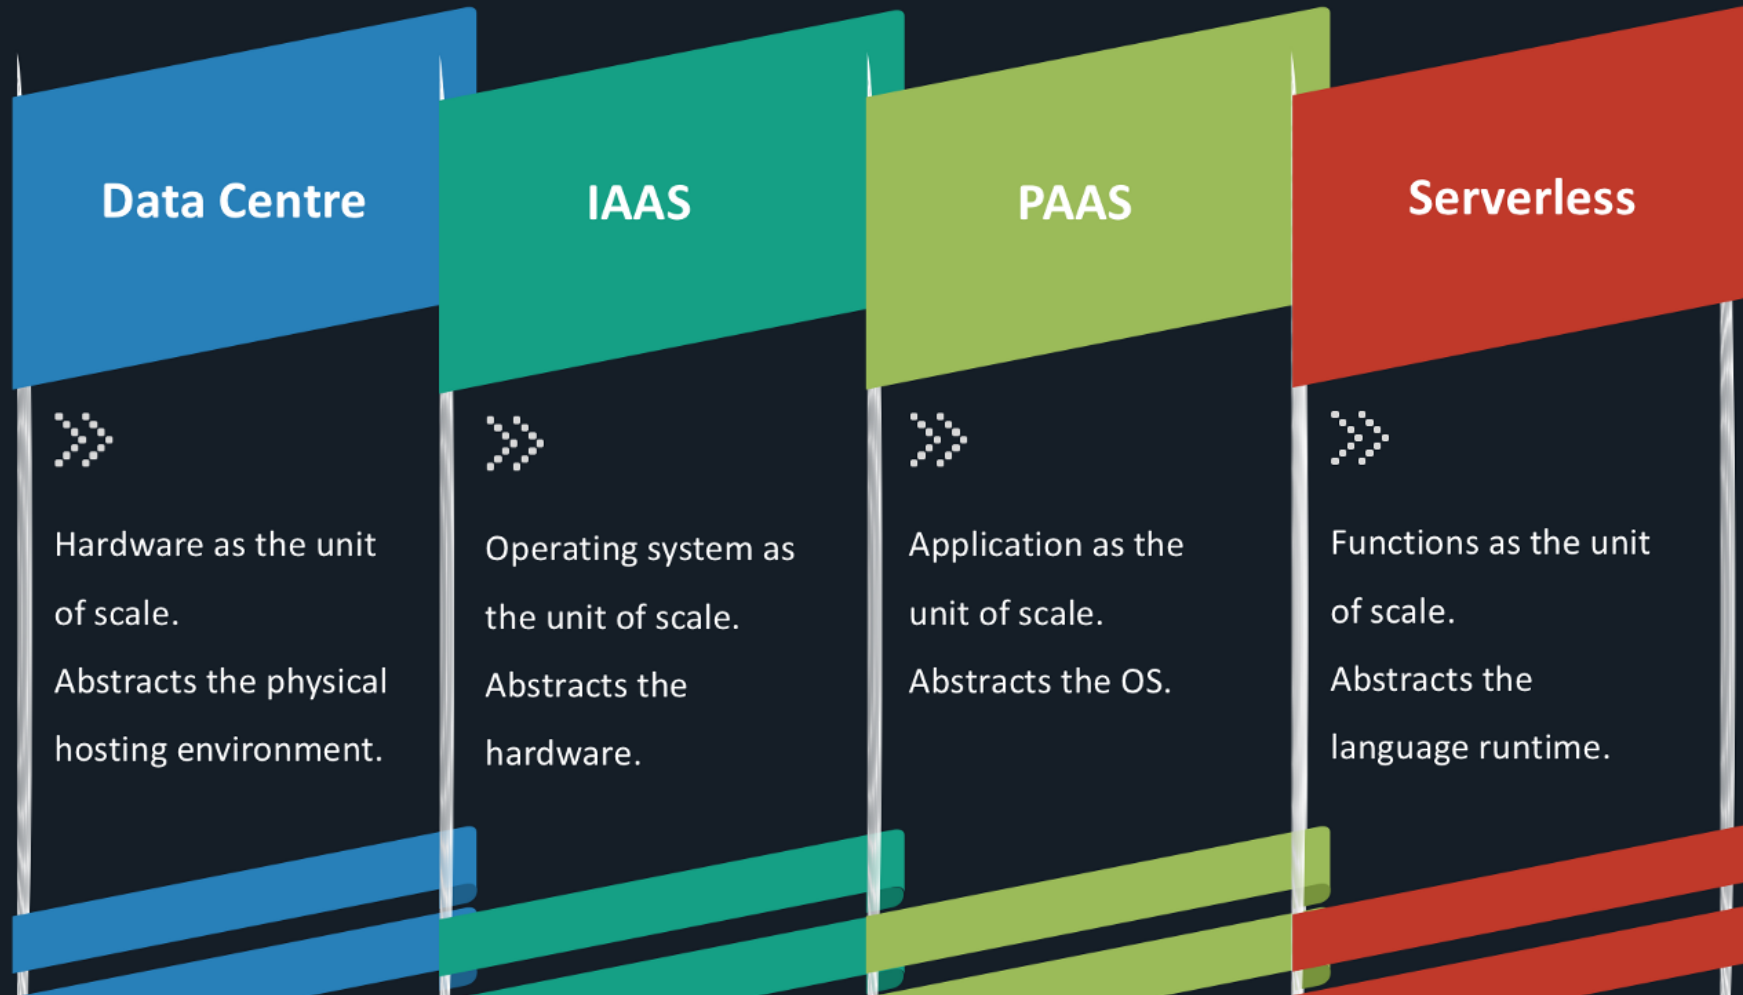 Data Centre
Hardware as the unit
of scale.
Abstracts the physical
hosting environment.
IAAS
Operating system as
the unit of scale.
Abstracts the
hardware.
PAAS
Application as the
unit of scale.
Abstracts the OS.
Serverless
Functions as the unit
of scale.
Abstracts the
language runtime.